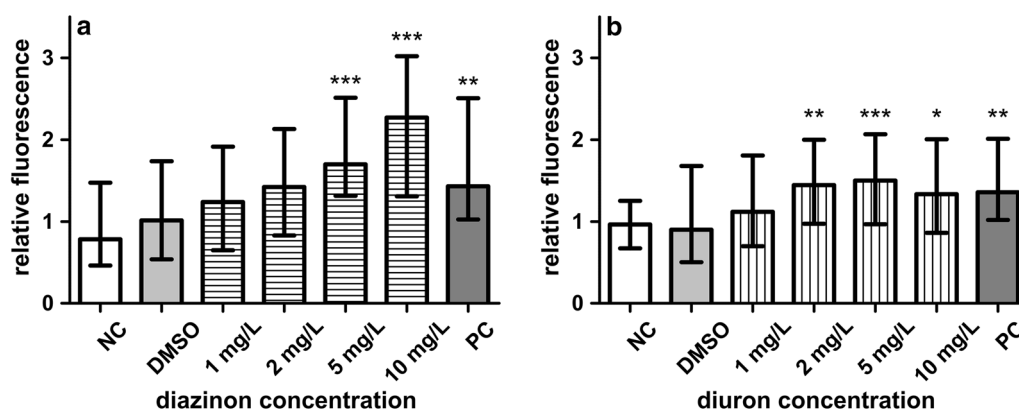 a
relative fluorescence
3
2
1
0
***
***
**
NC
DMSO
1 mg/L
2 mg/L
5 mg/L
10 mg/L
PC
diazinon concentration
b
relative fluorescence
3
2
1
0
**
***
*
**
NC
DMSO
1 mg/L
2 mg/L
5 mg/L
10 mg/L
PC
diuron concentration